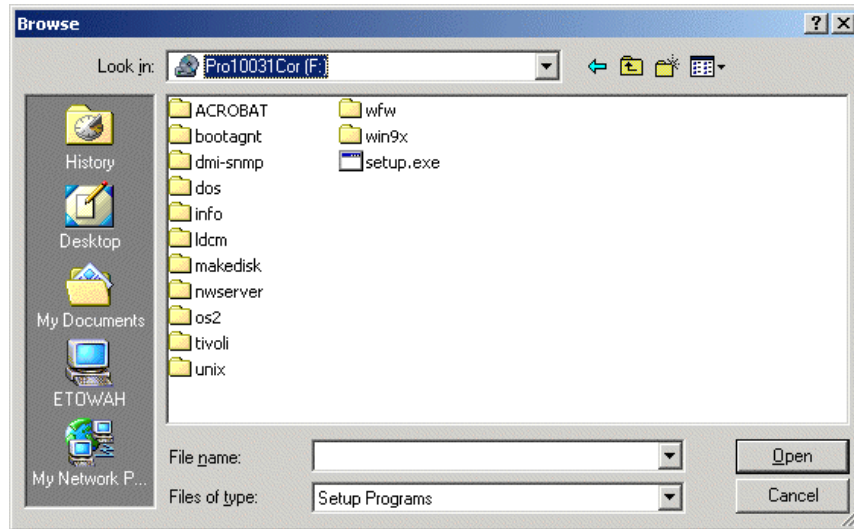 Browse
Look in: Pro10031Cor (F:)
History
Desktop
My Documents
ETOWAH
My Network P...
ACROBAT
bootagnt
dmi-snmp
dos
info
ldcm
makedisk
nwserver
os2
tivoli
unix
wfw
win9x
setup.exe
File name:
Open
Files of type: Setup Programs
Cancel